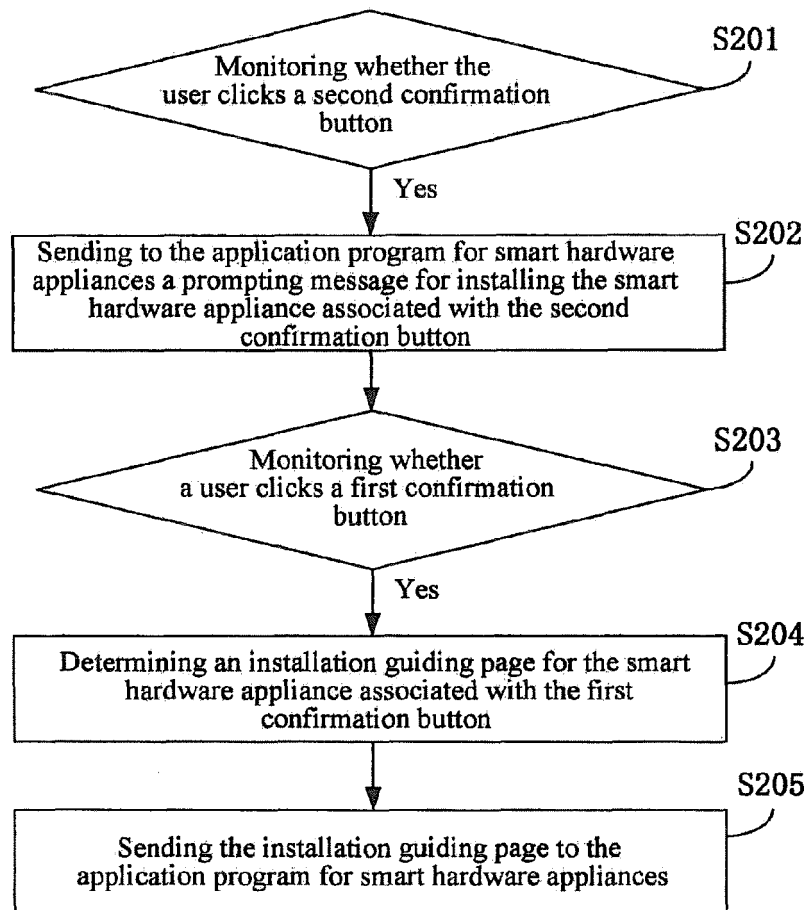 S201
Monitoring whether the
user clicks a second confirmation
button
Yes
S202
Sending to the application program for smart hardware
appliances a prompting message for installing the smart
hardware appliance associated with the second
confirmation button
S203
Monitoring whether
a user clicks a first confirmation
button
Yes
S204
Determining an installation guiding page for the smart
hardware appliance associated with the first
confirmation button
S205
Sending the installation guiding page to the
application program for smart hardware appliances